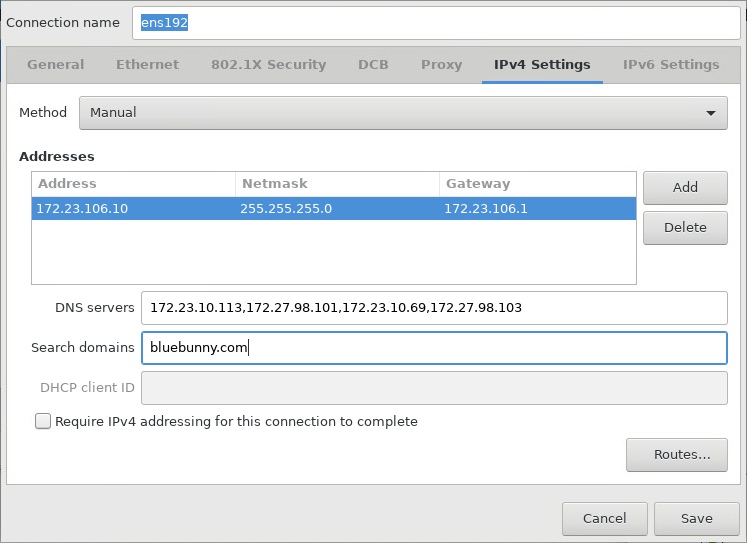 Connection name ens192
General Ethernet 802.1X Security DCB Proxy IPv4 Settings IPv6 Settings
Method Manual
Addresses
Address Netmask Gateway
172.23.106.10 255.255.255.0 172.23.106.1
Add
Delete
DNS servers 172.23.10.113,172.27.98.101,172.23.10.69,172.27.98.103
Search domains bluebunny.com
DHCP client ID
Require IPv4 addressing for this connection to complete
Routes...
Cancel Save